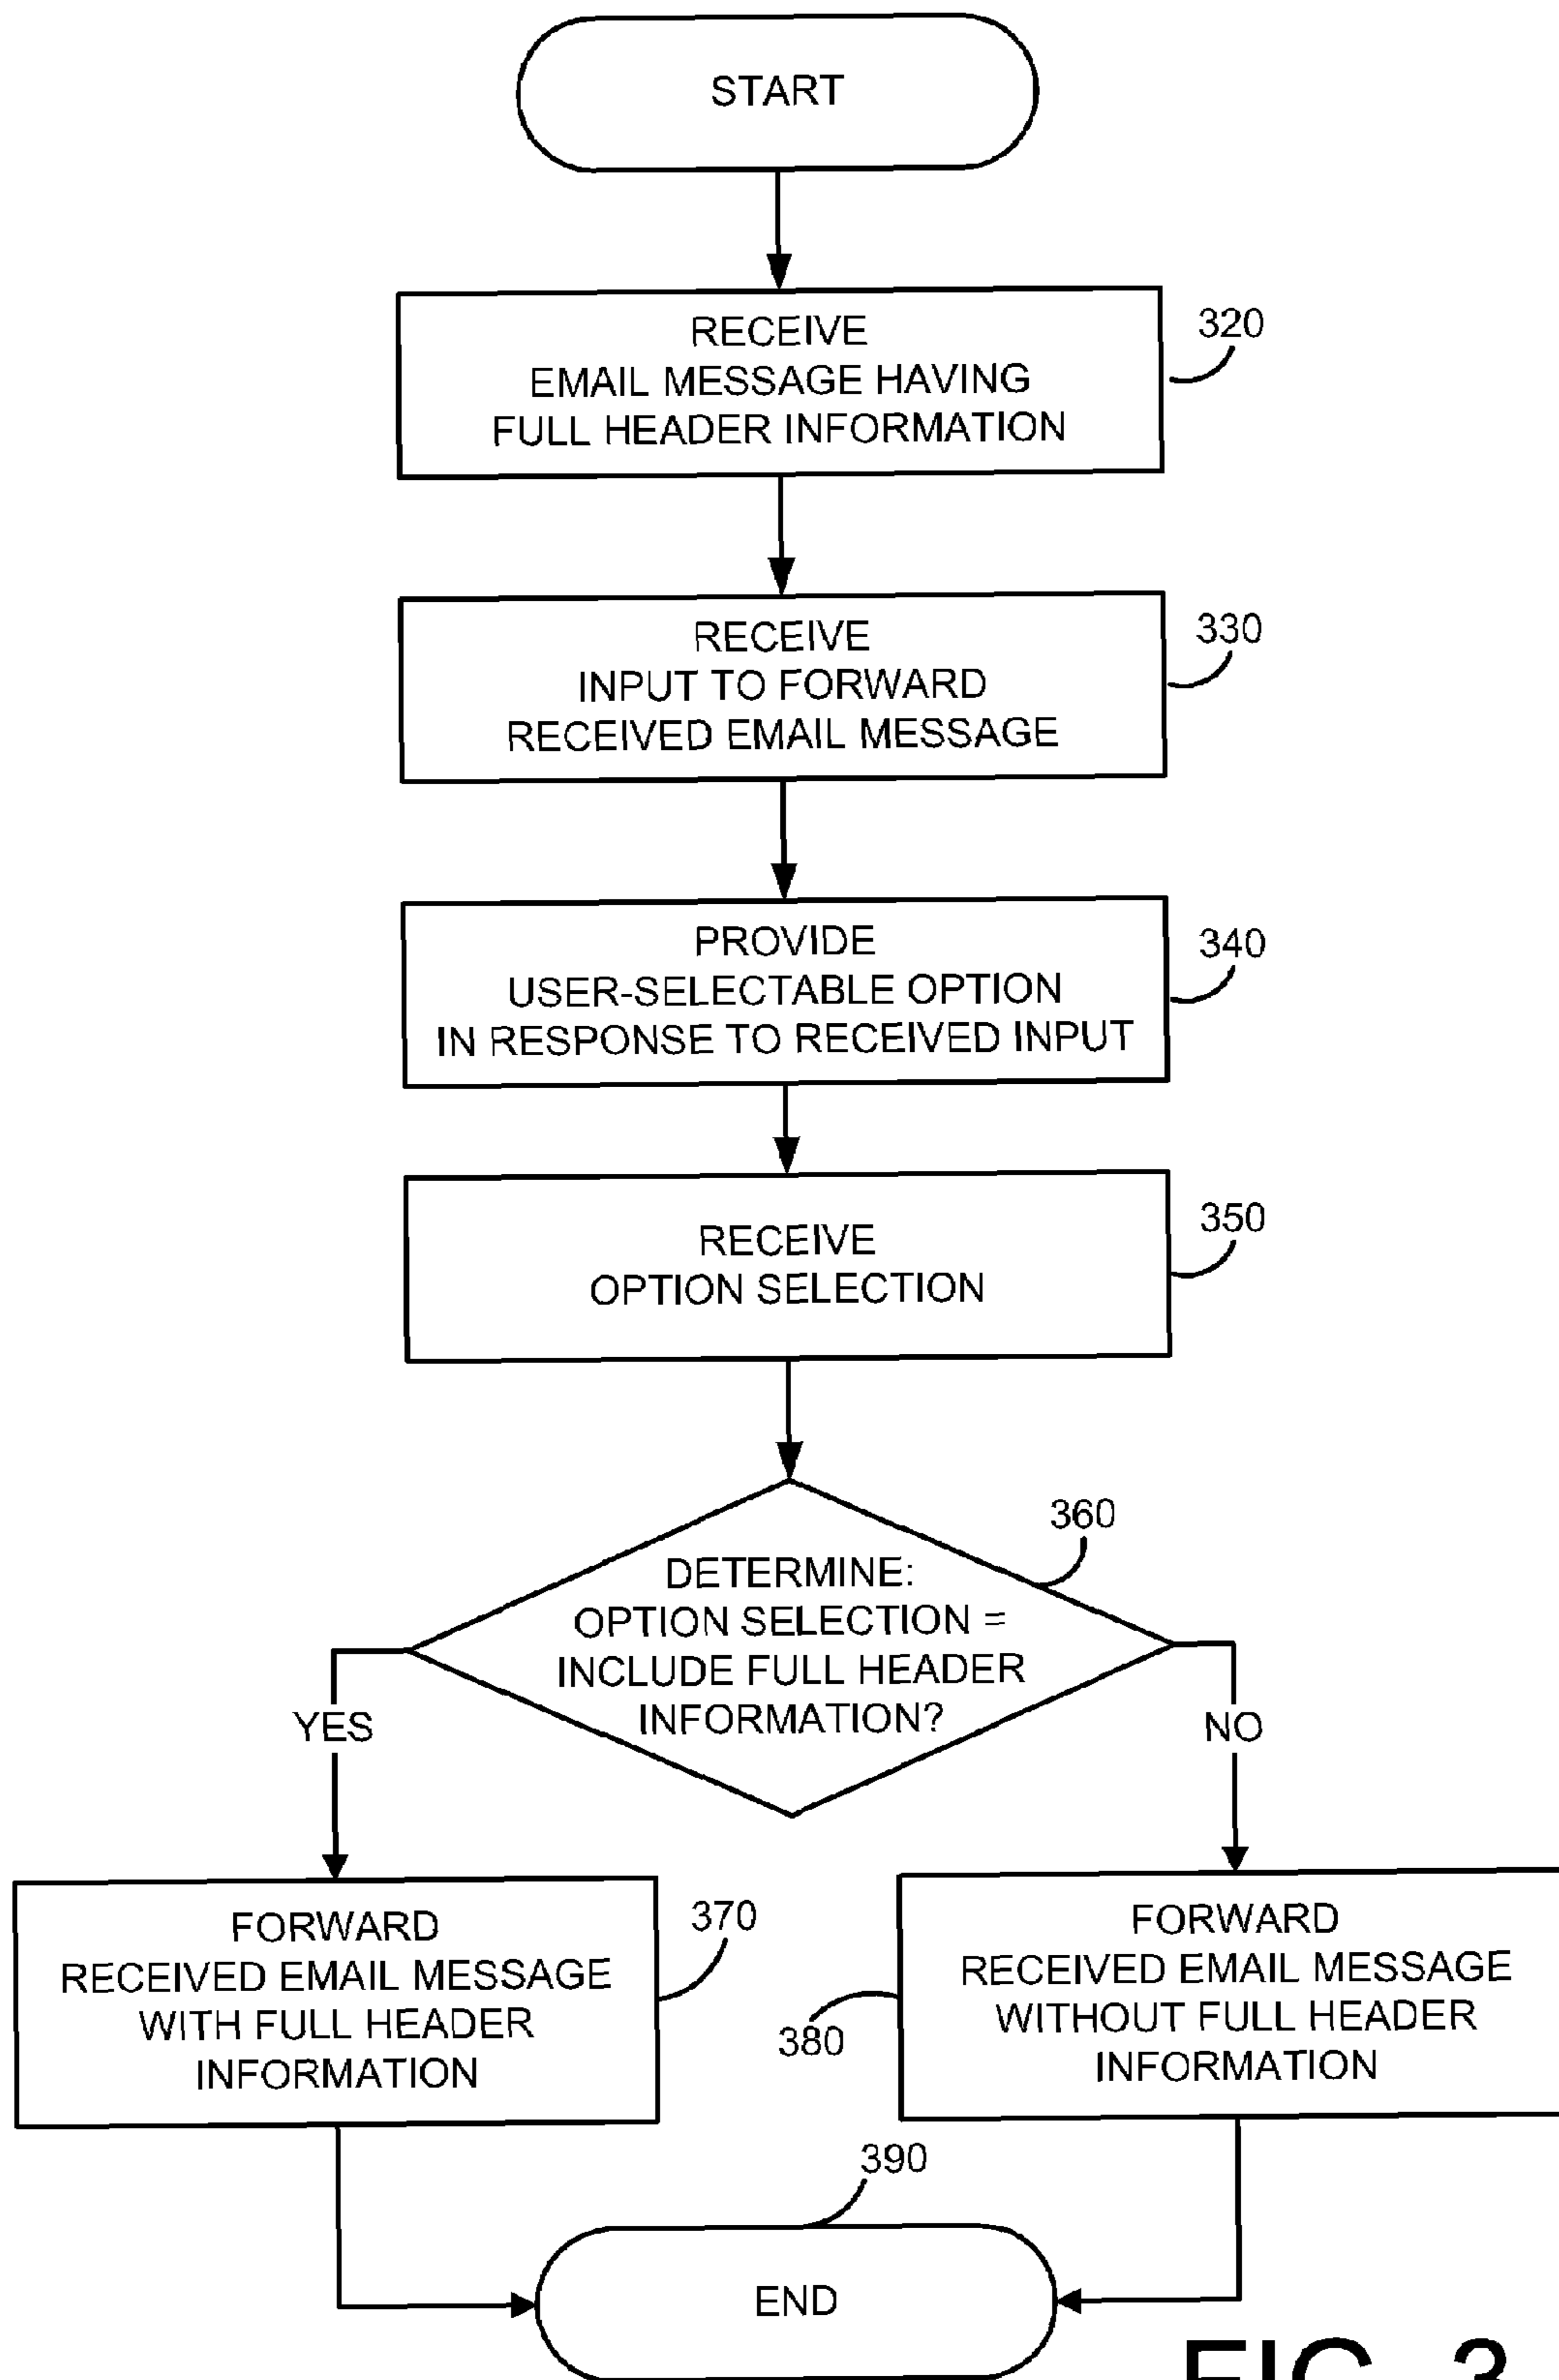 START
RECEIVE
EMAIL MESSAGE HAVING
FULL HEADER INFORMATION
320
RECEIVE
INPUT TO FORWARD
RECEIVED EMAIL MESSAGE
330
PROVIDE
USER-SELECTABLE OPTION
IN RESPONSE TO RECEIVED INPUT
340
RECEIVE
OPTION SELECTION
350
360
DETERMINE:
OPTION SELECTION =
INCLUDE FULL HEADER
INFORMATION?
YES
NO
FORWARD
RECEIVED EMAIL MESSAGE
WITH FULL HEADER
INFORMATION
370
FORWARD
RECEIVED EMAIL MESSAGE
WITHOUT FULL HEADER
INFORMATION
380
390
END
FIG. 3